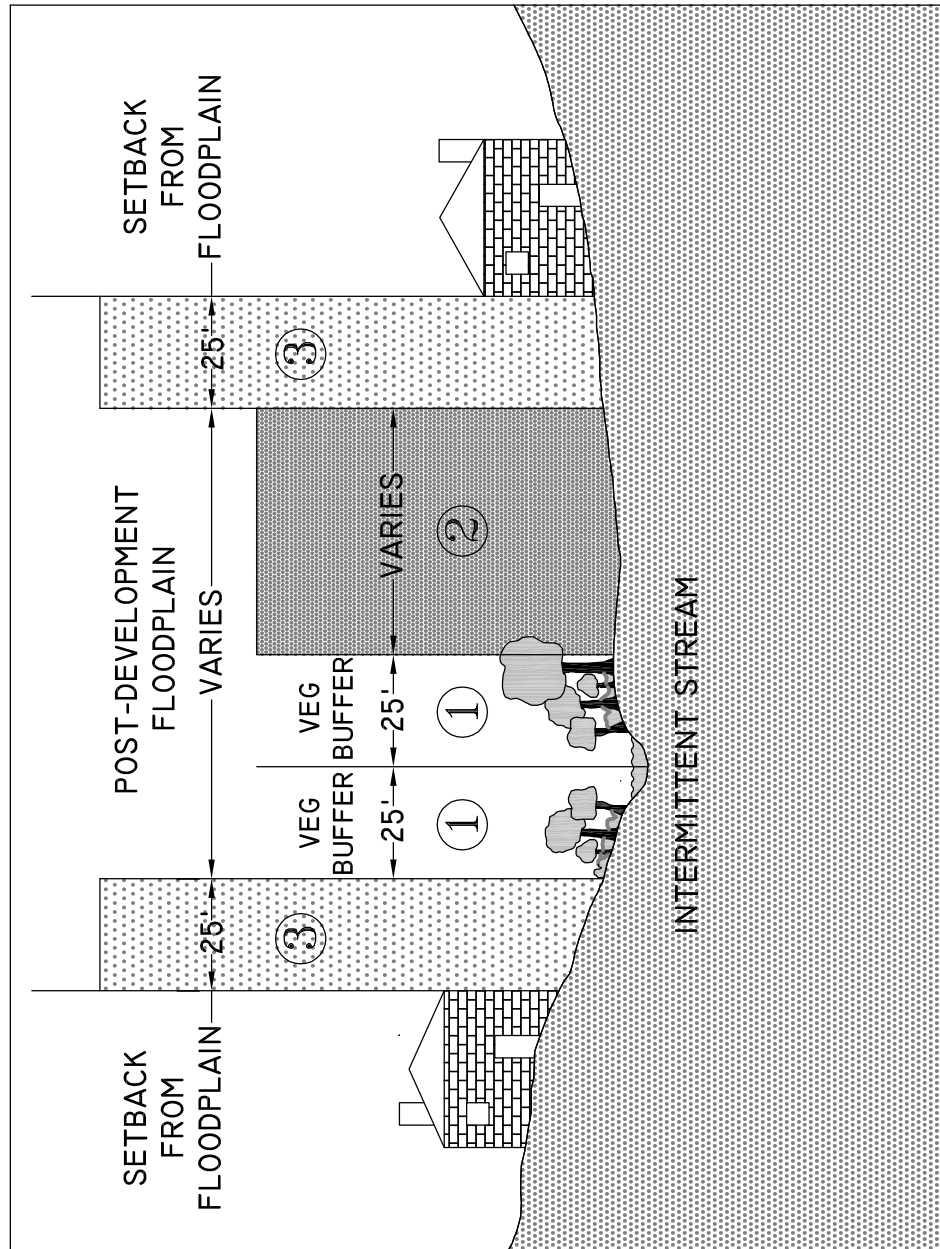 SETBACK
FROM
FLOODPLAIN
POST-DEVELOPMENT
FLOODPLAIN
SETBACK
FROM
FLOODPLAIN
25'
VARIES
25'
VEG
BUFFER
VEG
BUFFER
25'
25'
VARIES
3
1
1
2
3
INTERMITTENT STREAM